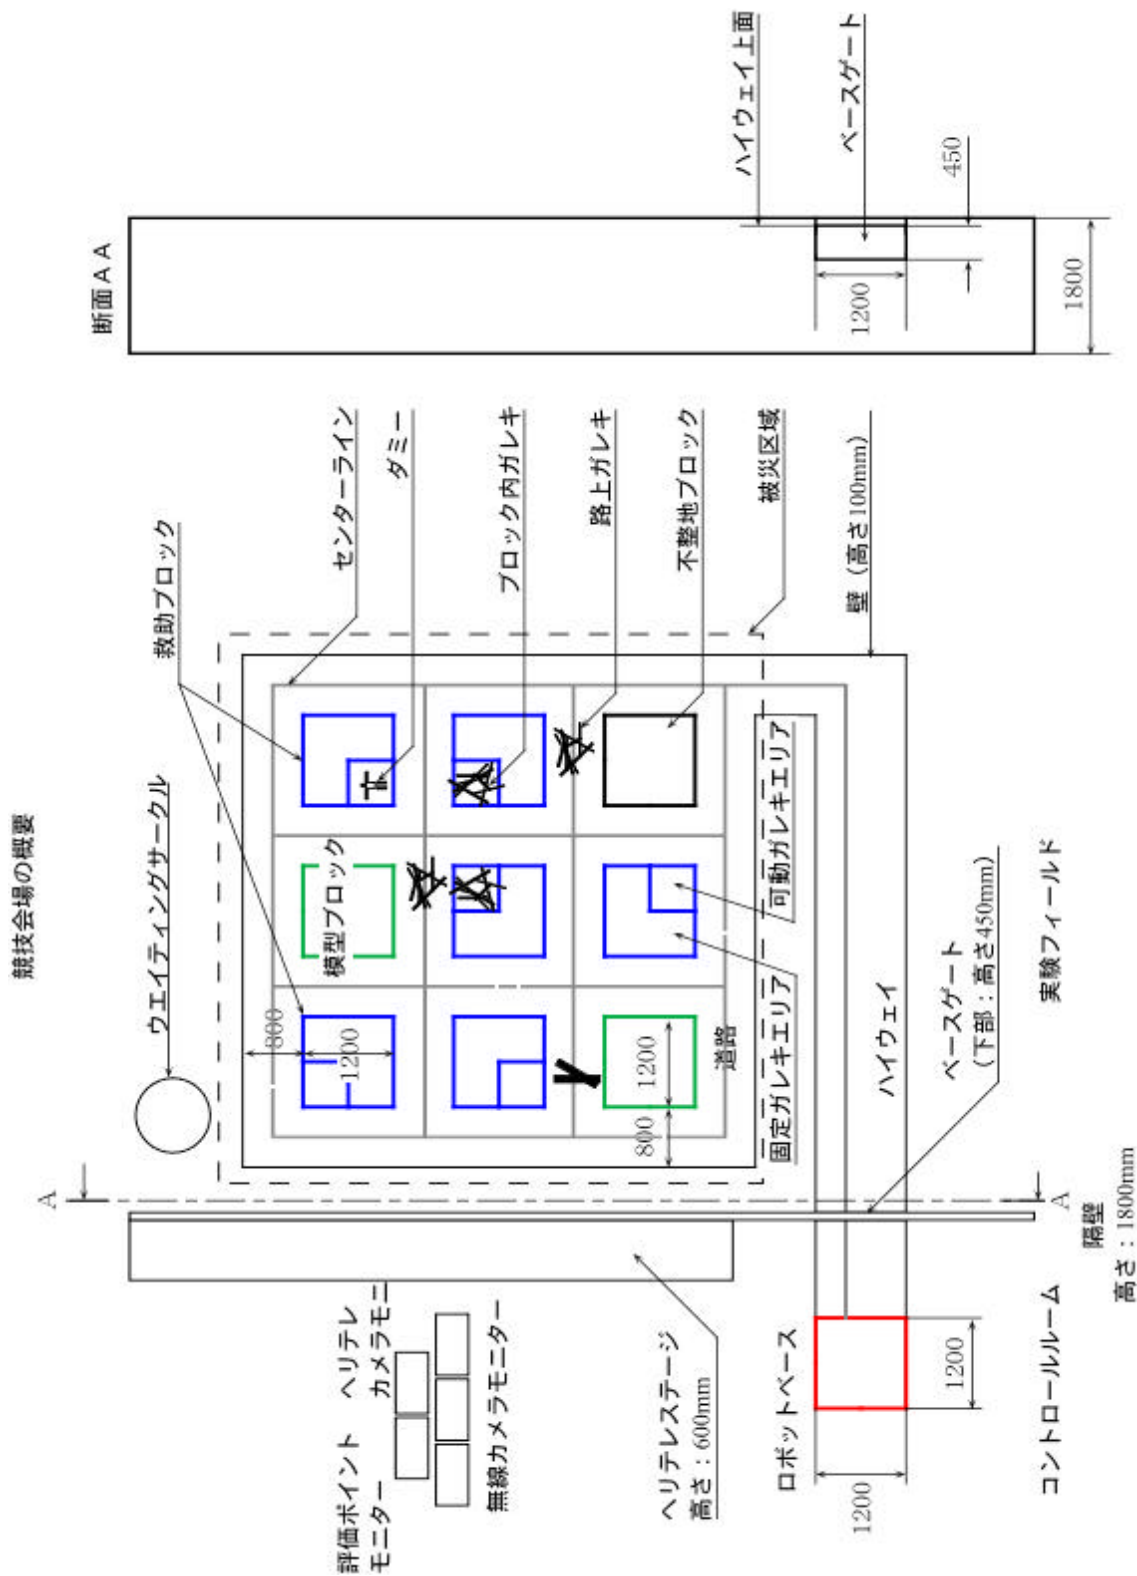 競技会場の概要
断面ＡＡ
ハイウェイ上面
ベースゲート
450
1200
1800
救助ブロック
センターライン
ダミー
ブロック内ガレキ
路上ガレキ
不整地ブロック
被災区域
壁（高さ100mm）
ウエイティングサークル
模型ブロック
800
1200
1200
800
道路
可動ガレキエリア
固定ガレキエリア
ハイウェイ
ベースゲート
（下部：高さ450mm）
実験フィールド
A
A
隔壁
高さ：1800mm
評価ポイント
モニター
ヘリテレ
カメラモニ
無線カメラモニター
ヘリテレステージ
高さ：600mm
ロボットベース
1200
1200
コントロールルーム